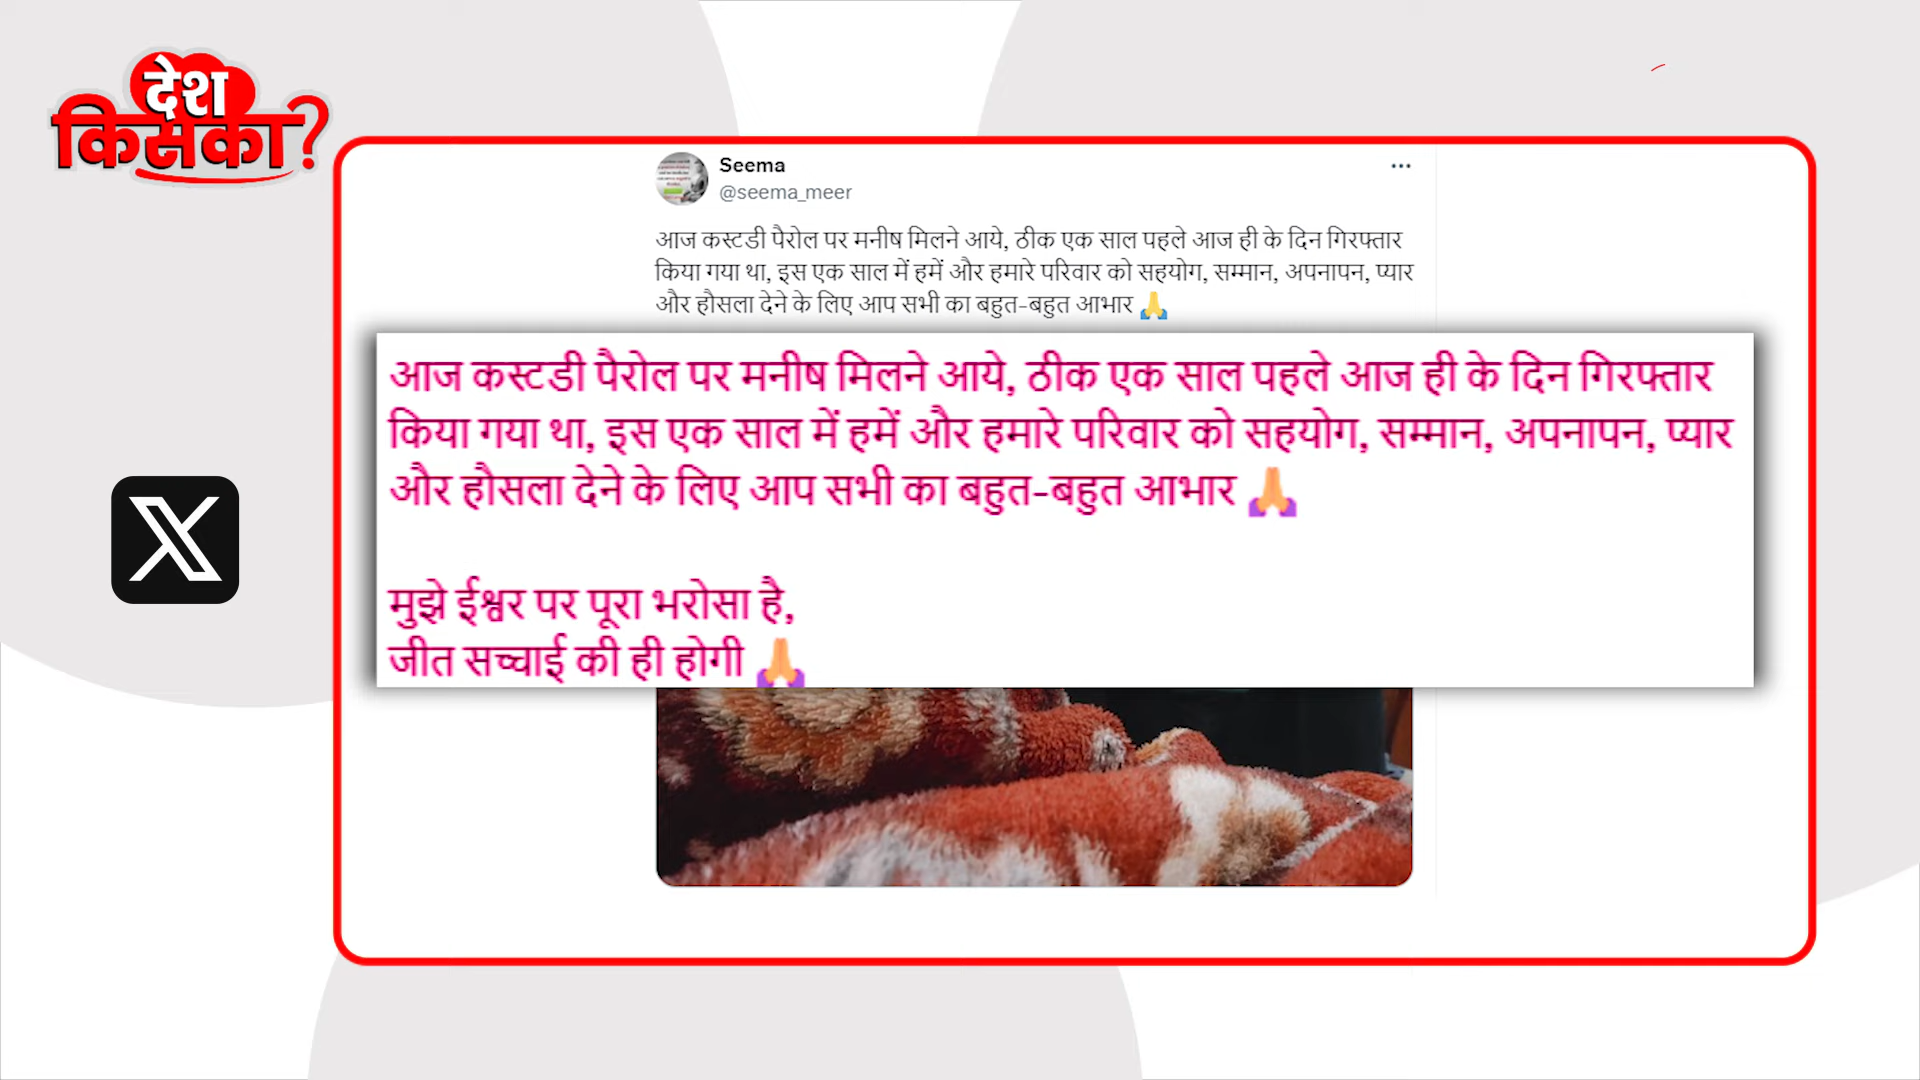 देश
किसका?
Seema
@seema_meer
आज कस्टडी पैरोल पर मनीष मिलने आये, ठीक एक साल पहले आज ही के दिन गिरफ्तार
किया गया था, इस एक साल में हमें और हमारे परिवार को सहयोग, सम्मान, अपनापन, प्यार
और हौसला देने के लिए आप सभी का बहुत-बहुत आभार 🙏
आज कस्टडी पैरोल पर मनीष मिलने आये, ठीक एक साल पहले आज ही के दिन गिरफ्तार
किया गया था, इस एक साल में हमें और हमारे परिवार को सहयोग, सम्मान, अपनापन, प्यार
और हौसला देने के लिए आप सभी का बहुत-बहुत आभार 🙏
मुझे ईश्वर पर पूरा भरोसा है,
जीत सच्चाई की ही होगी 🙏